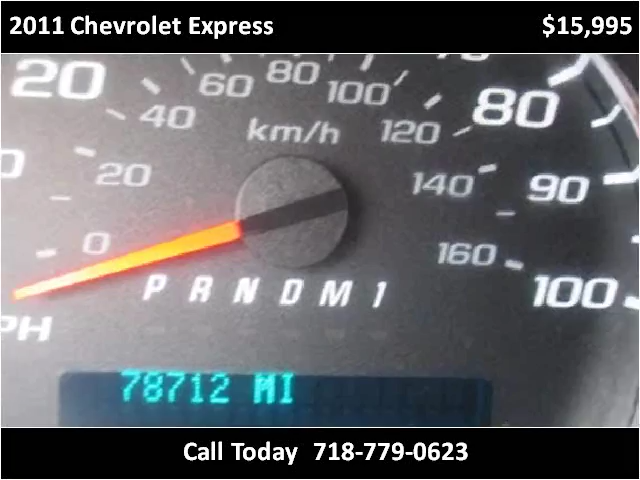 2011 Chevrolet Express $15,995
20 60 80 100 80
40 km/h 120
20 140 90
0 160 100
P R N D M 1
PH
78712 MI
Call Today 718-779-0623